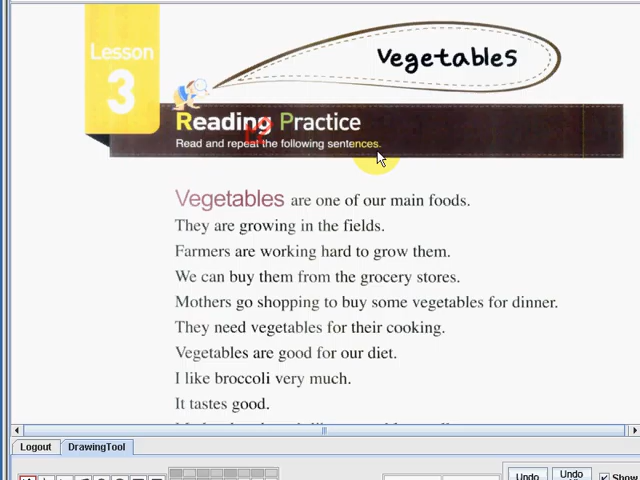 Lesson
3
Vegetables
Reading Practice
Read and repeat the following sentences.
Vegetables are one of our main foods.
They are growing in the fields.
Farmers are working hard to grow them.
We can buy them from the grocery stores.
Mothers go shopping to buy some vegetables for dinner.
They need vegetables for their cooking.
Vegetables are good for our diet.
I like broccoli very much.
It tastes good.
Logout
DrawingTool
Undo
Undo
Show